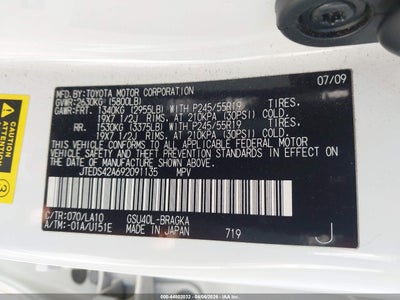 MFD. BY: TOYOTA MOTOR CORPORATION 07/09
GVWR:2630KG (5800LB)
GAWR:FRT. 1340KG (2955LB) WITH P245/55R19 TIRES.
19X7 1/2J RIMS, AT 210KPA (30PSI) COLD.
RR. 1530KG (3375LB) WITH P245/55R19 TIRES.
19X7 1/2J RIMS, AT 210KPA (30PSI) COLD.
THIS VEHICLE CONFORMS TO ALL APPLICABLE FEDERAL MOTOR
VEHICLE SAFETY STANDARDS IN EFFECT ON THE DATE OF
MANUFACTURE SHOWN ABOVE.
JTEDS42A692091135 MPV
C/TR:070/LA10 GSU40L-BRAGKA
A/TM:-01A/U151E MADE IN JAPAN 719 J
CAUTION